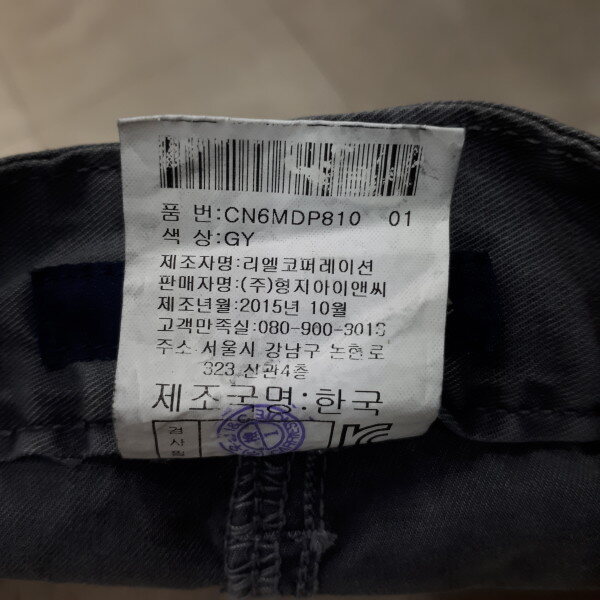 품 번:CN6MDP810 01
색 상:GY
제조자명:리엘코퍼레이션
판매자명:(주)형지아이앤씨
제조년월:2015년 10월
고객만족실:080-900-3013
주소:서울시 강남구 논현로
323 신관4층
제조국명:한국
검사필